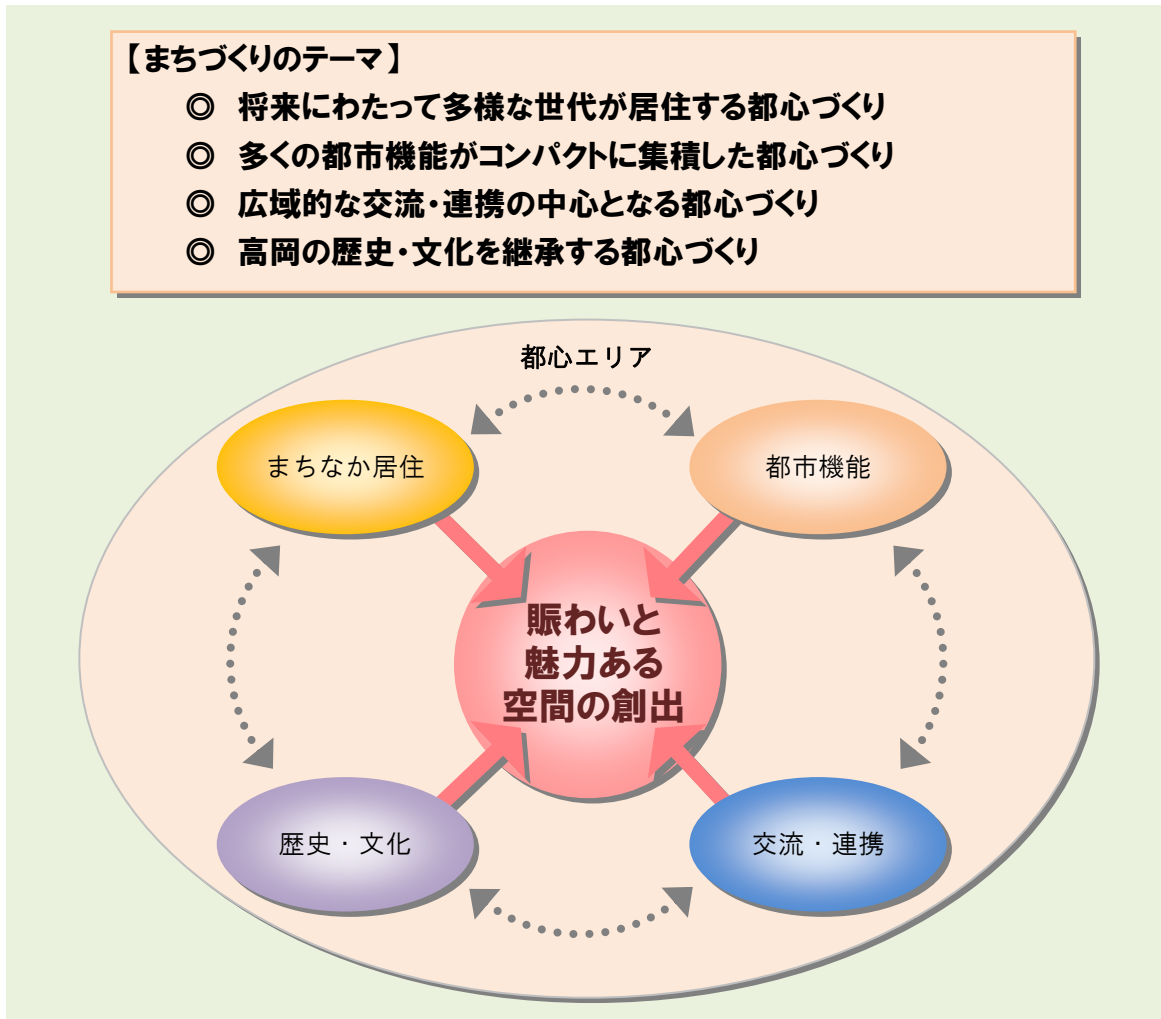 【まちづくりのテーマ】
◎ 将来にわたって多様な世代が居住する都心づくり
◎ 多くの都市機能がコンパクトに集積した都心づくり
◎ 広域的な交流・連携の中心となる都心づくり
◎ 高岡の歴史・文化を継承する都心づくり
都心エリア
まちなか居住
都市機能
賑わいと
魅力ある
空間の創出
歴史・文化
交流・連携